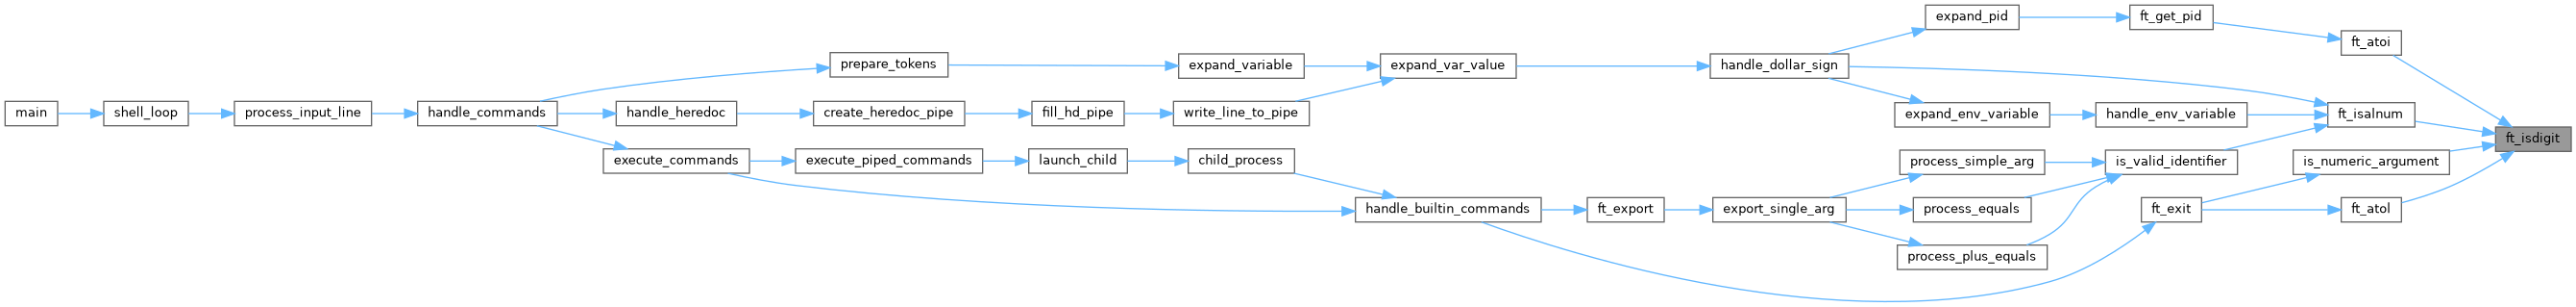 main
shell_loop
process_input_line
handle_commands
prepare_tokens
handle_heredoc
execute_commands
create_heredoc_pipe
execute_piped_commands
fill_hd_pipe
launch_child
expand_variable
write_line_to_pipe
child_process
expand_var_value
handle_builtin_commands
ft_export
handle_dollar_sign
export_single_arg
expand_pid
expand_env_variable
process_simple_arg
process_equals
process_plus_equals
ft_get_pid
handle_env_variable
is_valid_identifier
ft_exit
ft_atoi
ft_isalnum
is_numeric_argument
ft_atol
ft_isdigit